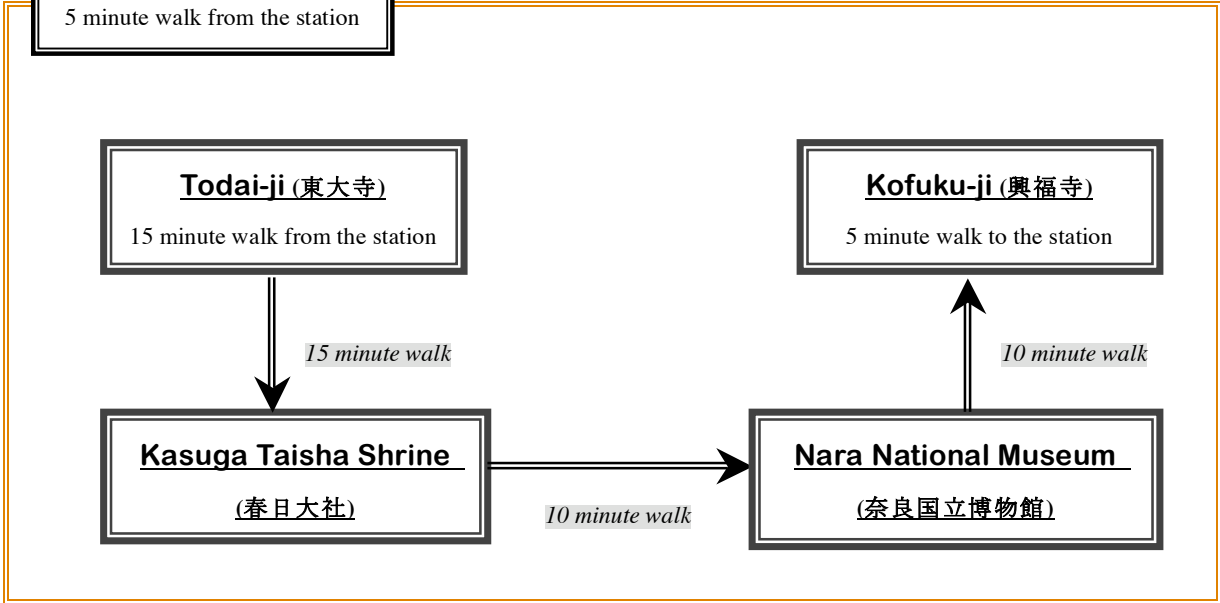 5 minute walk from the station
Todai-ji (東大寺)
15 minute walk from the station
Kofuku-ji (興福寺)
5 minute walk to the station
15 minute walk
10 minute walk
Kasuga Taisha Shrine
(春日大社)
10 minute walk
Nara National Museum
(奈良国立博物館)